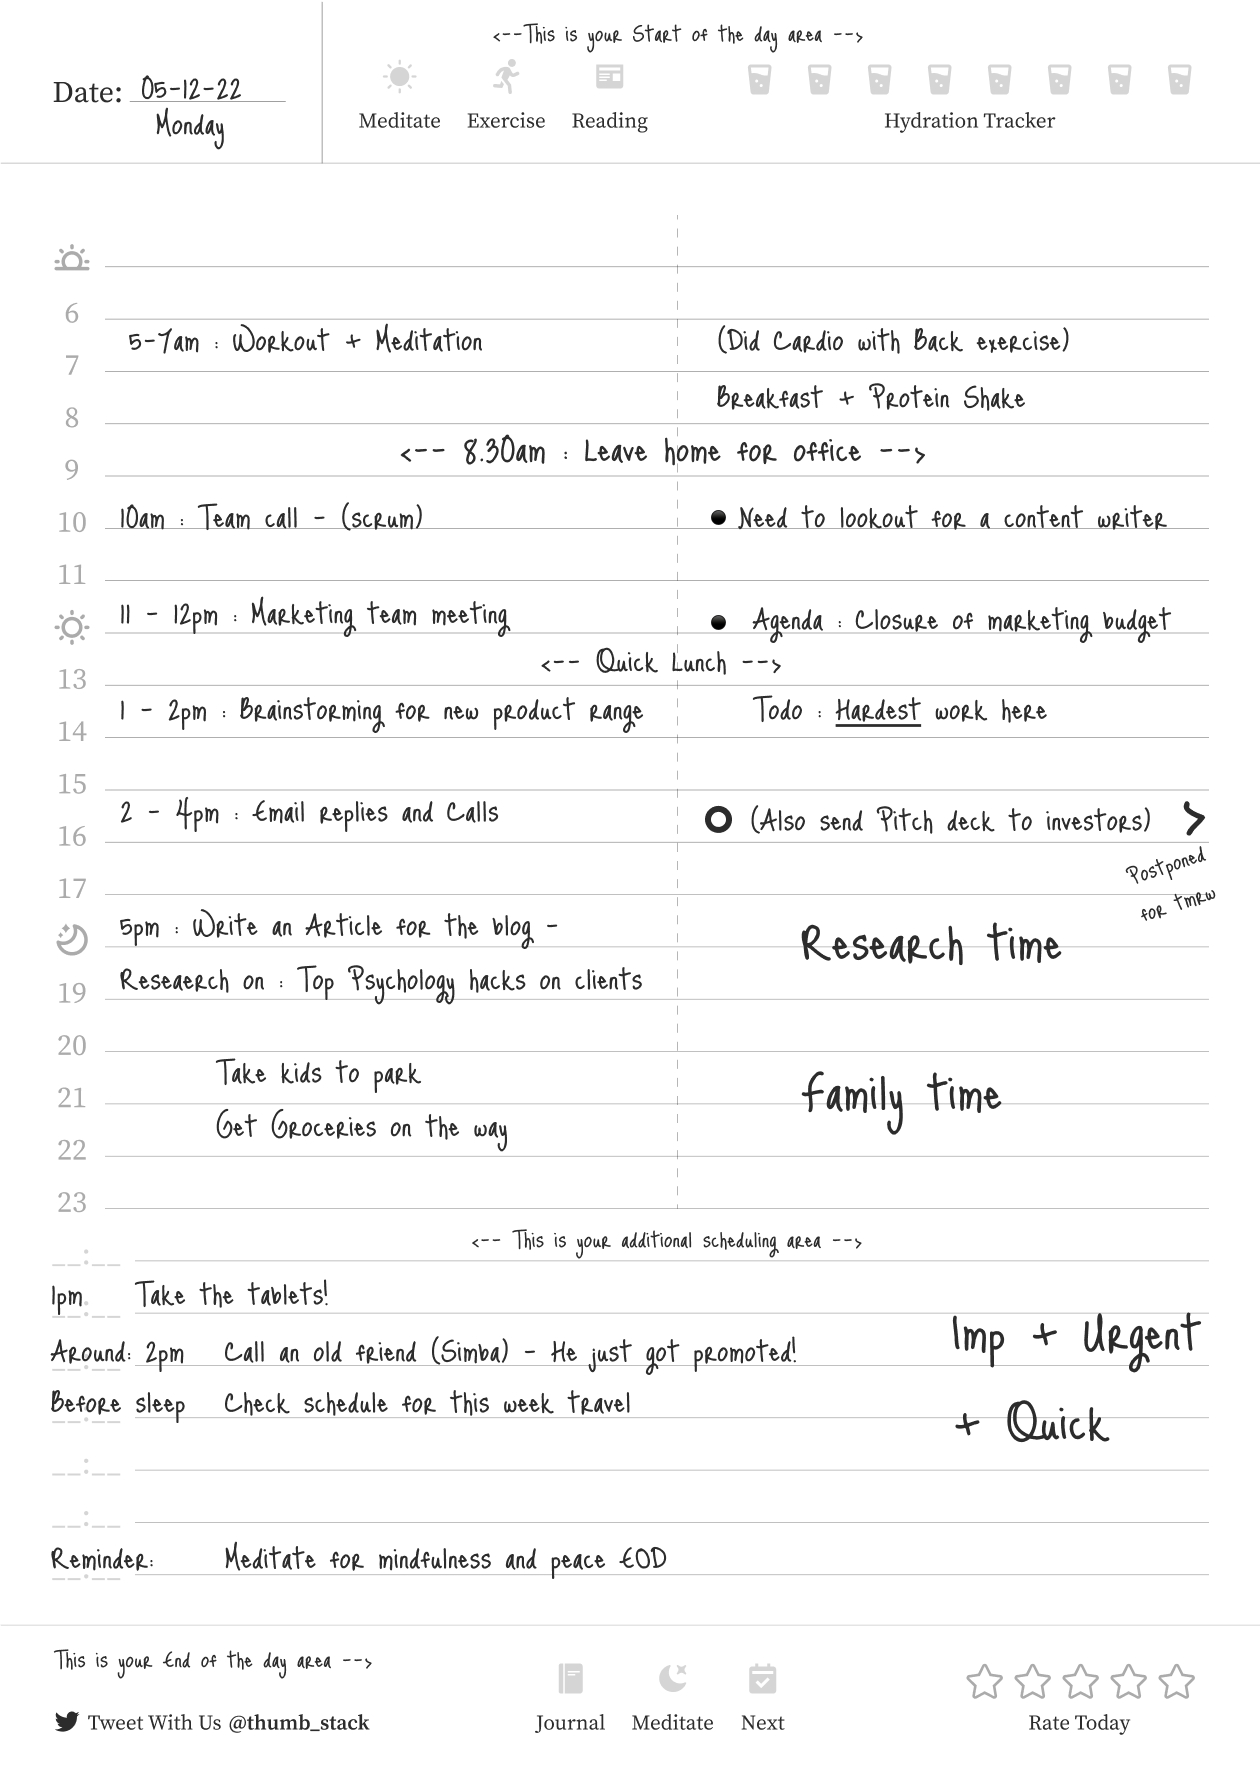 <--This is your Start of the day area -->
Date: 05-12-22
Monday
Meditate Exercise Reading Hydration Tracker
6
5-7am : Workout + Meditation (Did Cardio with Back exercise)
7
Breakfast + Protein Shake
8
<-- 8.30am : Leave home for office -->
9
10am : Team call - (scrum) Need to lookout for a content writer
10
11
11 - 12pm : Marketing team meeting Agenda : Closure of marketing budget
<-- Quick Lunch -->
13
1 - 2pm : Brainstorming for new product range Todo : Hardest work here
14
15
2 - 4pm : Email replies and Calls (Also send Pitch deck to investors) >
16
Postponed
17
for tmrw
5pm : Write an Article for the blog -
Research time
Reseaerch on : Top Psychology hacks on clients
19
20
Take kids to park
21
family time
Get Groceries on the way
22
23
<-- This is your additional scheduling area -->
__:__
1pm Take the tablets!
Imp + Urgent
Around: 2pm Call an old friend (Simba) - He just got promoted!
Before sleep Check schedule for this week travel
+ Quick
__:__
__:__
Reminder: Meditate for mindfulness and peace EOD
This is your End of the day area -->
Tweet With Us @thumb_stack Journal Meditate Next Rate Today